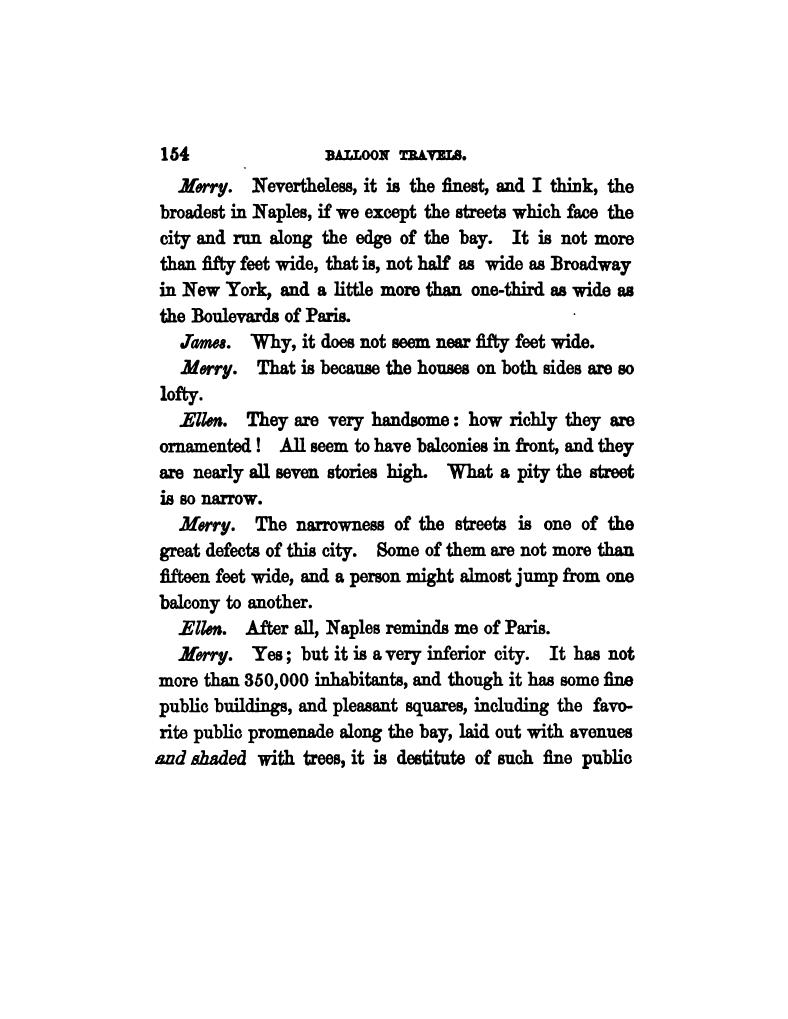 154 BALLOON TRAVELS.
Merry. Nevertheless, it is the finest, and I think, the
broadest in Naples, if we except the streets which face the
city and run along the edge of the bay. It is not more
than fifty feet wide, that is, not half as wide as Broadway
in New York, and a little more than one-third as wide as
the Boulevards of Paris.
James. Why, it does not seem near fifty feet wide.
Merry. That is because the houses on both sides are so
lofty.
Ellen. They are very handsome: how richly they are
ornamented! All seem to have balconies in front, and they
are nearly all seven stories high. What a pity the street
is so narrow.
Merry. The narrowness of the streets is one of the
great defects of this city. Some of them are not more than
fifteen feet wide, and a person might almost jump from one
balcony to another.
Ellen. After all, Naples reminds me of Paris.
Merry. Yes; but it is a very inferior city. It has not
more than 350,000 inhabitants, and though it has some fine
public buildings, and pleasant squares, including the favo-
rite public promenade along the bay, laid out with avenues
and shaded with trees, it is destitute of such fine public